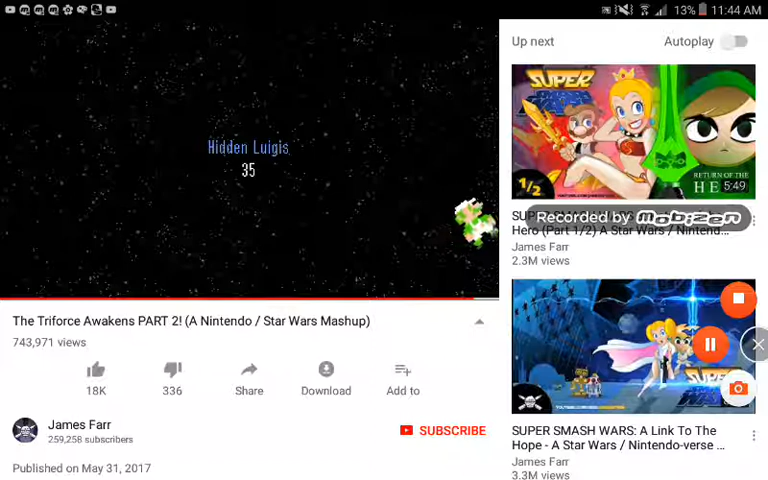 13% 11:44 AM
Hidden Luigis
35
The Triforce Awakens PART 2! (A Nintendo / Star Wars Mashup)
743,971 views
18K
336
Share
Download
Add to
James Farr
259,258 subscribers
SUBSCRIBE
Published on May 31, 2017
Up next
Autoplay
SUPER
1/2
RETURN OF THE
HE
5:49
Recorded by mobizen
Hero (Part 1/2) A Star Wars / Nintend...
James Farr
2.3M views
SUPER
SUPER SMASH WARS: A Link To The
Hope - A Star Wars / Nintendo-verse ...
James Farr
3.3M views